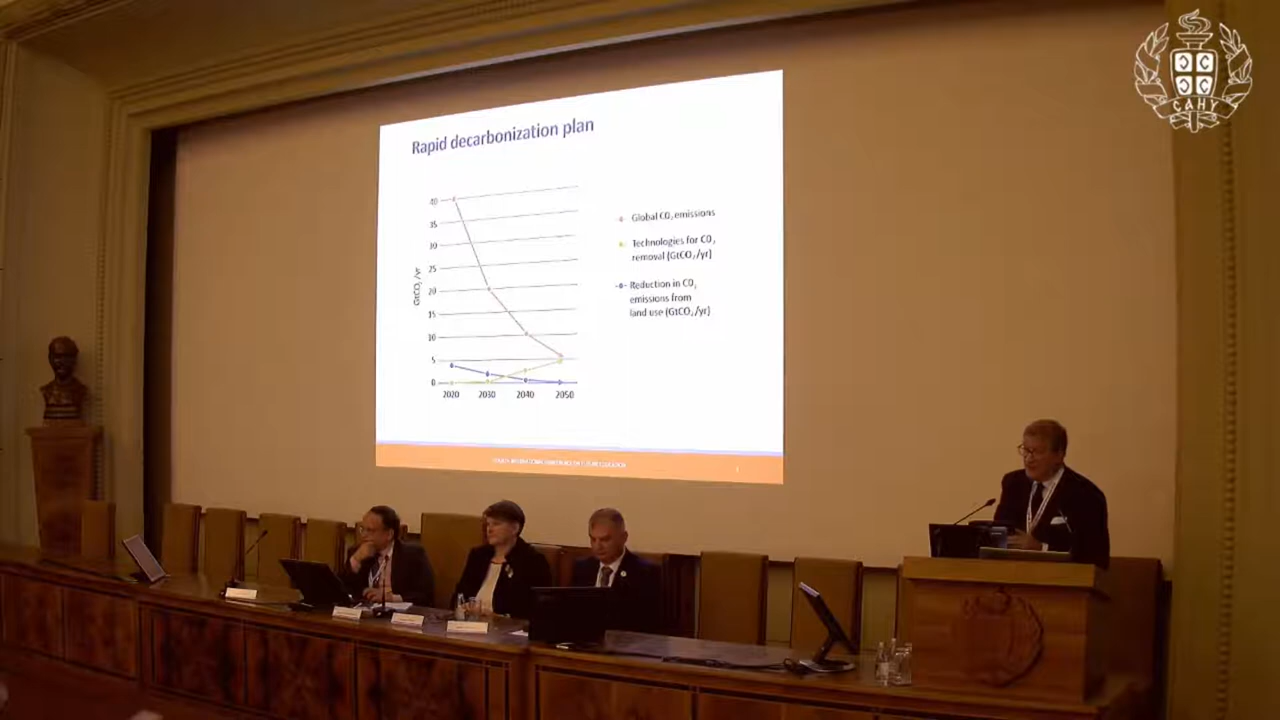 САНУ
Rapid decarbonization plan
40
35
30
25
20
15
10
5
0
GtCO₂/yr
2020 2030 2040 2050
Global CO₂ emissions
Technologies for CO₂
removal (GtCO₂/yr)
Reduction in CO₂
emissions from
land use (GtCO₂/yr)